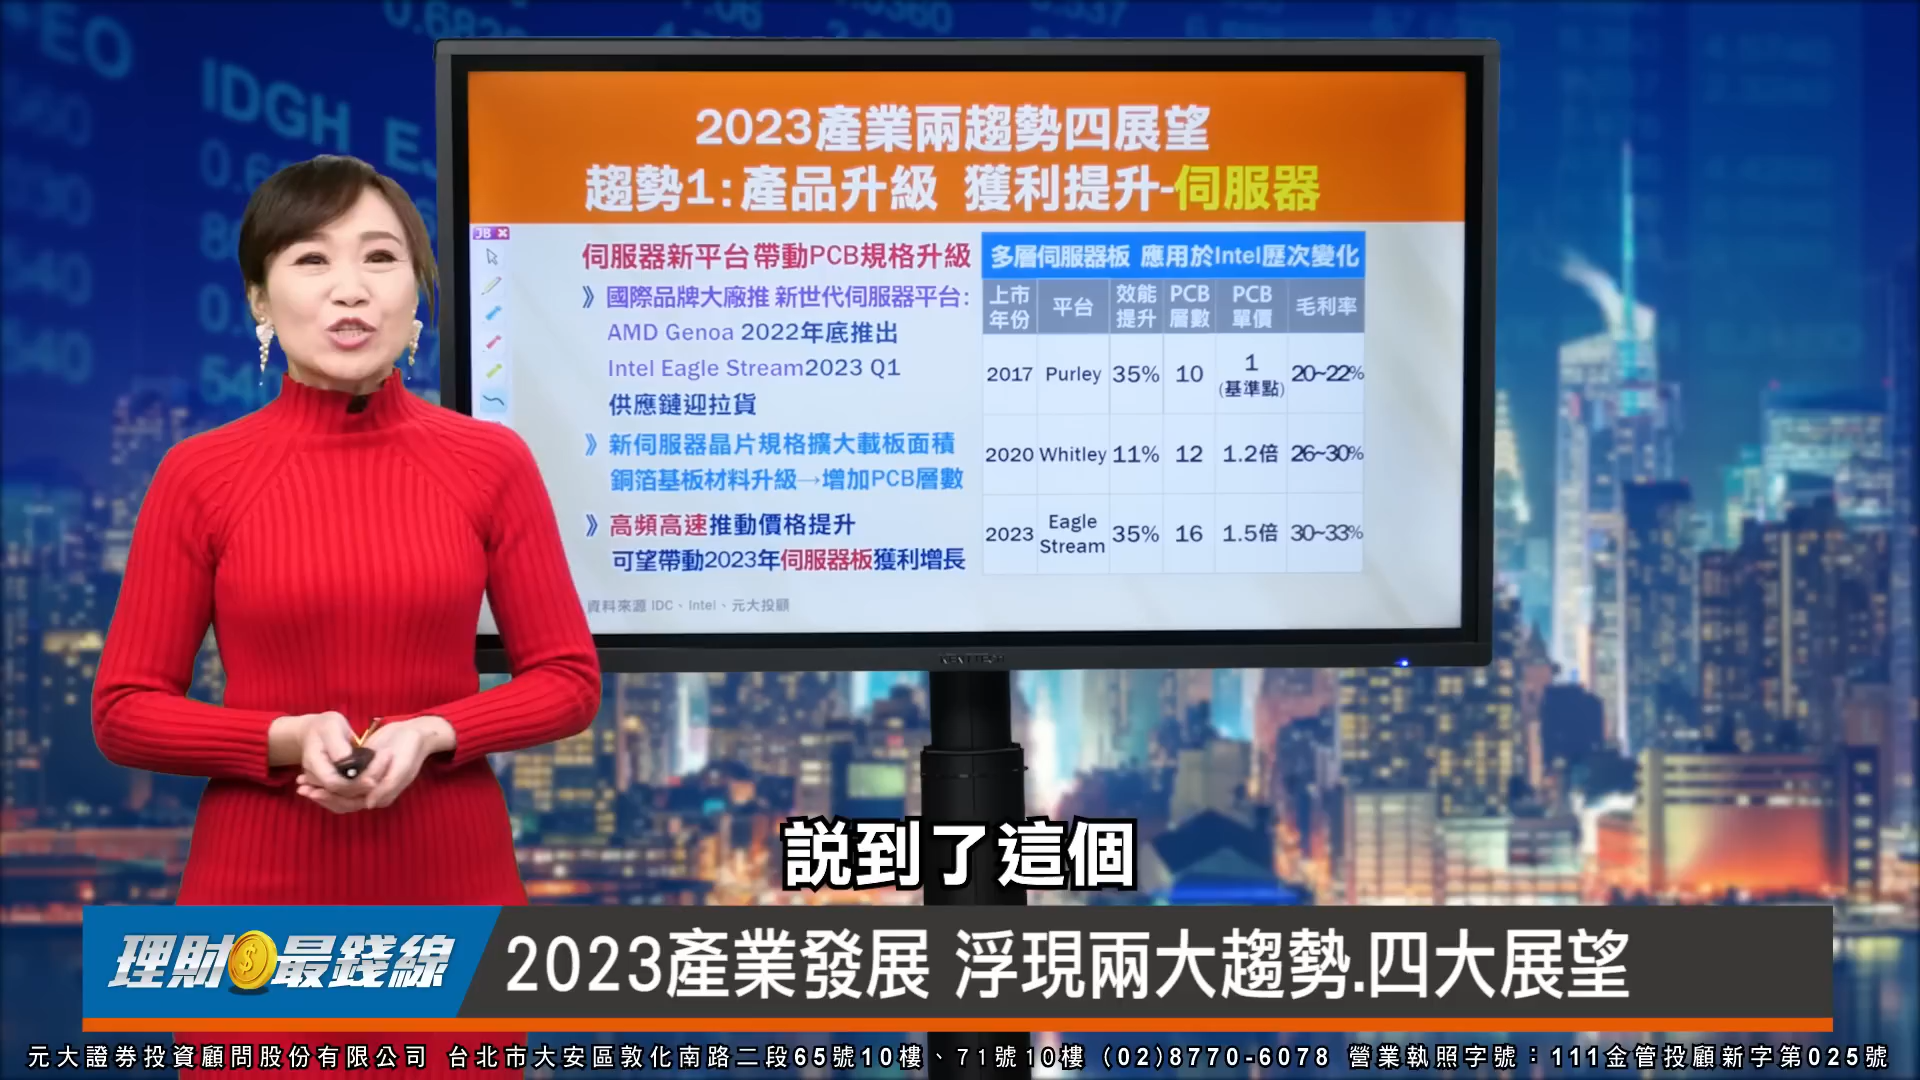 IDGH
2023產業兩趨勢四展望
趨勢1:產品升級 獲利提升-伺服器
JB
伺服器新平台帶動PCB規格升級
》國際品牌大廠推 新世代伺服器平台:
AMD Genoa 2022年底推出
Intel Eagle Stream2023 Q1
供應鏈迎拉貨
》新伺服器晶片規格擴大載板面積
銅箔基板材料升級→增加PCB層數
》高頻高速推動價格提升
可望帶動2023年伺服器板獲利增長
資料來源 IDC、Intel、元大投顧
多層伺服器板 應用於Intel歷次變化
上市年份 平台 效能提升 PCB層數 PCB單價 毛利率
2017 Purley 35% 10 1(基準點) 20~22%
2020 Whitley 11% 12 1.2倍 26~30%
2023 Eagle Stream 35% 16 1.5倍 30~33%
説到了這個
理財最錢線
2023產業發展 浮現兩大趨勢.四大展望
元大證券投資顧問股份有限公司 台北市大安區敦化南路二段65號10樓、71號10樓 (02)8770-6078 營業執照字號：111金管投顧新字第025號